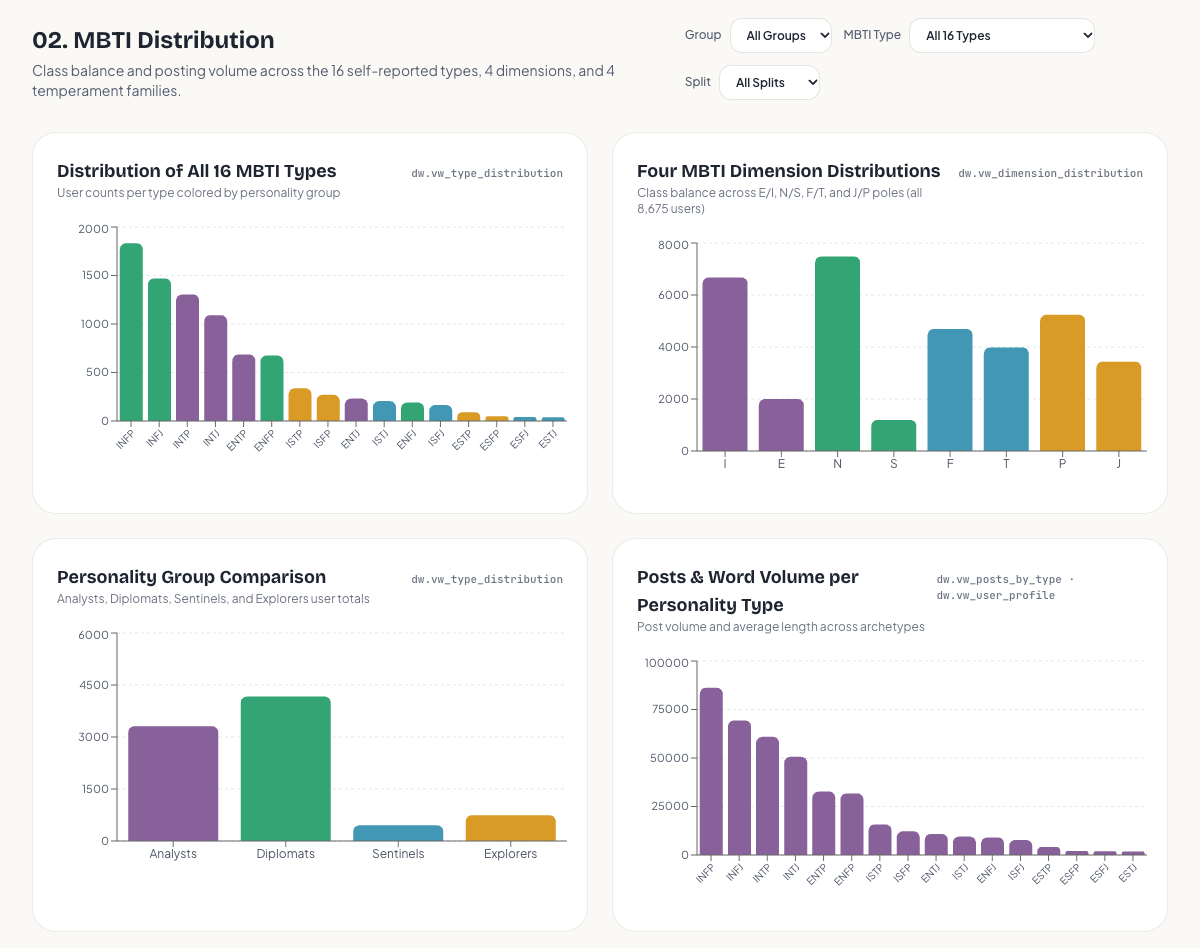 02. MBTI Distribution
Class balance and posting volume across the 16 self-reported types, 4 dimensions, and 4
temperament families.
Group All Groups MBTI Type All 16 Types
Split All Splits
Distribution of All 16 MBTI Types
dw.vw_type_distribution
User counts per type colored by personality group
2000
1500
1000
500
0
INFP INFJ INTP INTJ ENTP ENFP ISTP ISFP ENTJ ISTJ ENFJ ISFJ ESTP ESFP ESFJ ESTJ
Four MBTI Dimension Distributions
dw.vw_dimension_distribution
Class balance across E/I, N/S, F/T, and J/P poles (all
8,675 users)
8000
6000
4000
2000
0
I E N S F T P J
Personality Group Comparison
dw.vw_type_distribution
Analysts, Diplomats, Sentinels, and Explorers user totals
6000
4500
3000
1500
0
Analysts Diplomats Sentinels Explorers
Posts & Word Volume per
Personality Type
dw.vw_posts_by_type ·
dw.vw_user_profile
Post volume and average length across archetypes
100000
75000
50000
25000
0
INFP INFJ INTP INTJ ENTP ENFP ISTP ISFP ENTJ ISTJ ENFJ ISFJ ESTP ESFP ESFJ ESTJ